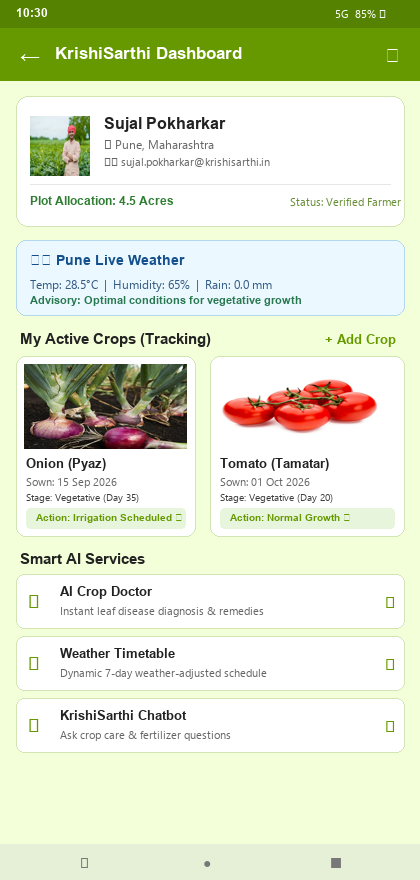 10:30 5G 85%
← KrishiSarthi Dashboard
Sujal Pokharkar
Pune, Maharashtra
sujal.pokharkar@krishisarthi.in
Plot Allocation: 4.5 Acres Status: Verified Farmer
Pune Live Weather
Temp: 28.5°C | Humidity: 65% | Rain: 0.0 mm
Advisory: Optimal conditions for vegetative growth
My Active Crops (Tracking) + Add Crop
Onion (Pyaz)
Sown: 15 Sep 2026
Stage: Vegetative (Day 35)
Action: Irrigation Scheduled
Tomato (Tamatar)
Sown: 01 Oct 2026
Stage: Vegetative (Day 20)
Action: Normal Growth
Smart AI Services
AI Crop Doctor
Instant leaf disease diagnosis & remedies
Weather Timetable
Dynamic 7-day weather-adjusted schedule
KrishiSarthi Chatbot
Ask crop care & fertilizer questions